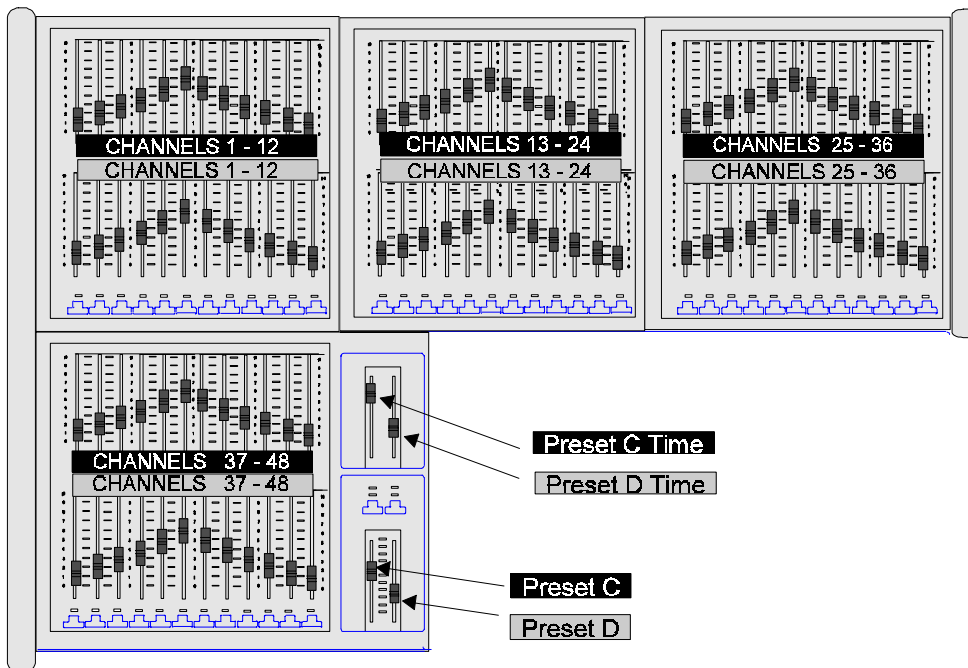 CHANNELS 1 - 12
CHANNELS 1 - 12
CHANNELS 13 - 24
CHANNELS 13 - 24
CHANNELS 25 - 36
CHANNELS 25 - 36
CHANNELS 37 - 48
CHANNELS 37 - 48
Preset C Time
Preset D Time
Preset C
Preset D